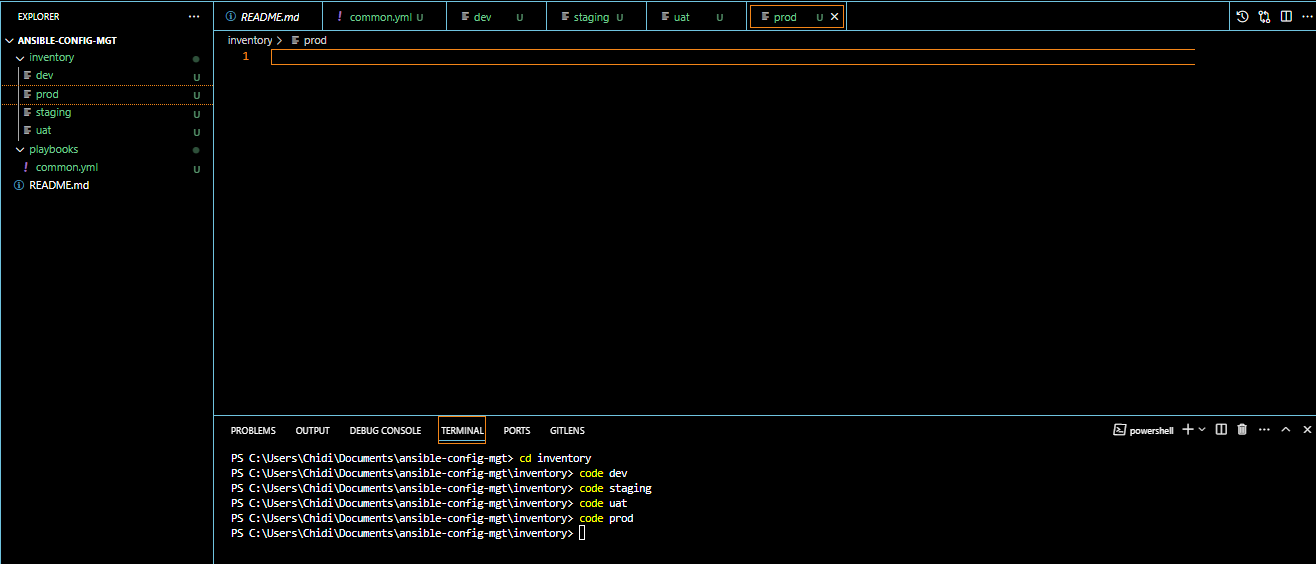 EXPLORER
ANSIBLE-CONFIG-MGT
inventory
dev U
prod U
staging U
uat U
playbooks
! common.yml U
README.md
README.md ! common.yml U dev U staging U uat U prod U
inventory > prod
1
PROBLEMS OUTPUT DEBUG CONSOLE TERMINAL PORTS GITLENS powershell
PS C:\Users\Chidi\Documents\ansible-config-mgt> cd inventory
PS C:\Users\Chidi\Documents\ansible-config-mgt\inventory> code dev
PS C:\Users\Chidi\Documents\ansible-config-mgt\inventory> code staging
PS C:\Users\Chidi\Documents\ansible-config-mgt\inventory> code uat
PS C:\Users\Chidi\Documents\ansible-config-mgt\inventory> code prod
PS C:\Users\Chidi\Documents\ansible-config-mgt\inventory>